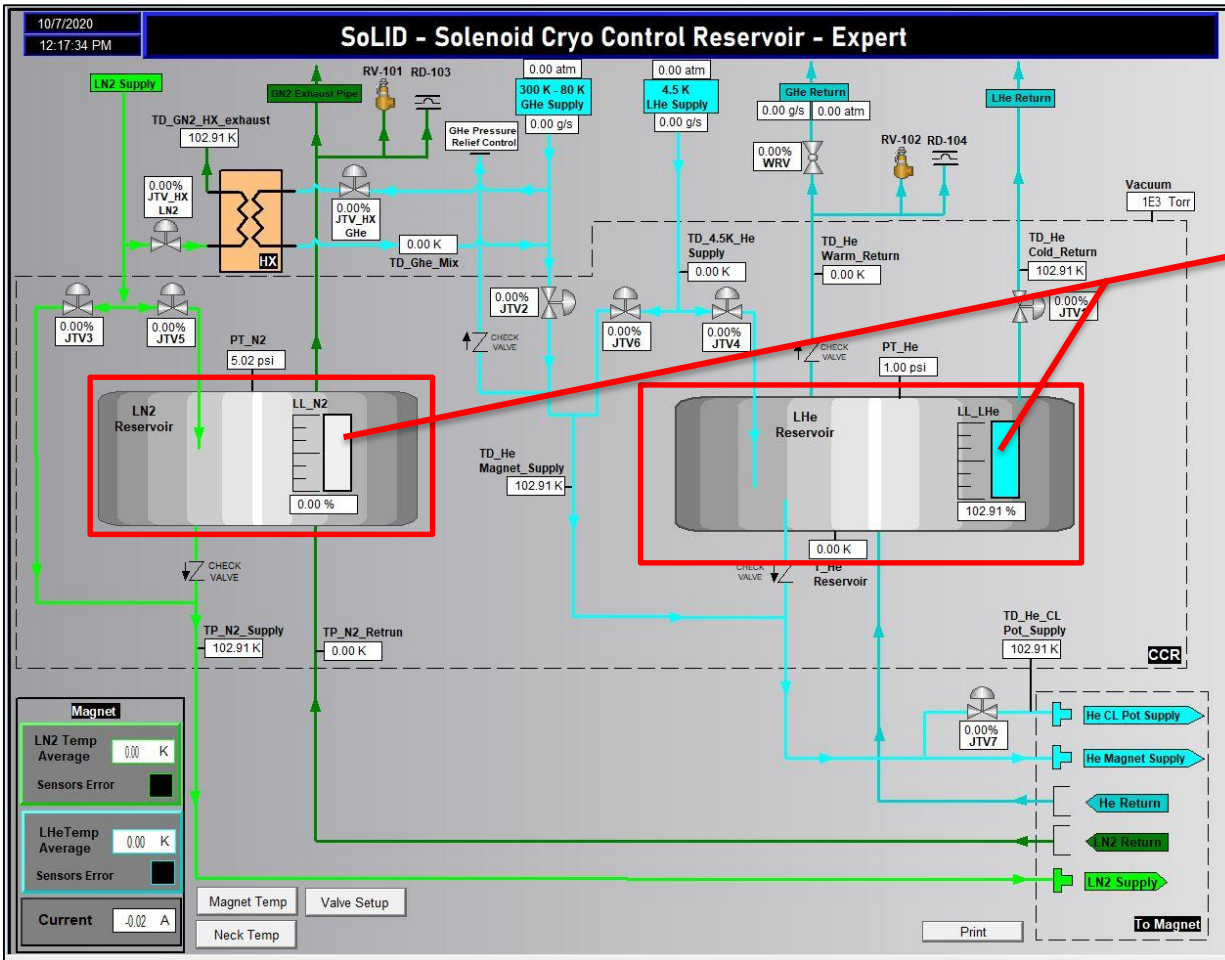 10/7/2020
12:17:34 PM
SoLID - Solenoid Cryo Control Reservoir - Expert
LN2 Supply
GN2 Exhaust Pipe
RV-101
RD-103
0.00 atm
300 K - 80 K
GHe Supply
0.00 g/s
0.00 atm
4.5 K
LHe Supply
0.00 g/s
GHe Return
0.00 g/s
0.00 atm
LHe Return
TD_GN2_HX_exhaust
102.91 K
GHe Pressure
Relief Control
0.00%
WRV
RV-102
RD-104
0.00%
JTV_HX
LN2
HX
0.00%
JTV_HX
GHe
Vacuum
1E3 Torr
0.00 K
TD_Ghe_Mix
TD_4.5K_He
Supply
0.00 K
TD_He
Warm_Return
0.00 K
TD_He
Cold_Return
102.91 K
0.00%
JTV3
0.00%
JTV5
0.00%
JTV2
0.00%
JTV6
0.00%
JTV4
0.00%
CHECK
VALVE
CHECK
VALVE
PT_N2
5.02 psi
PT_He
1.00 psi
LN2
Reservoir
LL_N2
0.00 %
LHe
Reservoir
LL_LHe
102.91 %
TD_He
Magnet_Supply
102.91 K
0.00 K
Reservoir
CHECK
VALVE
CHECK
VALVE
TP_N2_Supply
102.91 K
TP_N2_Retrun
0.00 K
TD_He_CL
Pot_Supply
102.91 K
CCR
Magnet
LN2 Temp
Average
0.00 K
Sensors Error
LHeTemp
Average
0.00 K
Sensors Error
Current
-0.02 A
0.00%
JTV7
He CL Pot Supply
He Magnet Supply
He Return
LN2 Return
LN2 Supply
To Magnet
Magnet Temp
Valve Setup
Neck Temp
Print